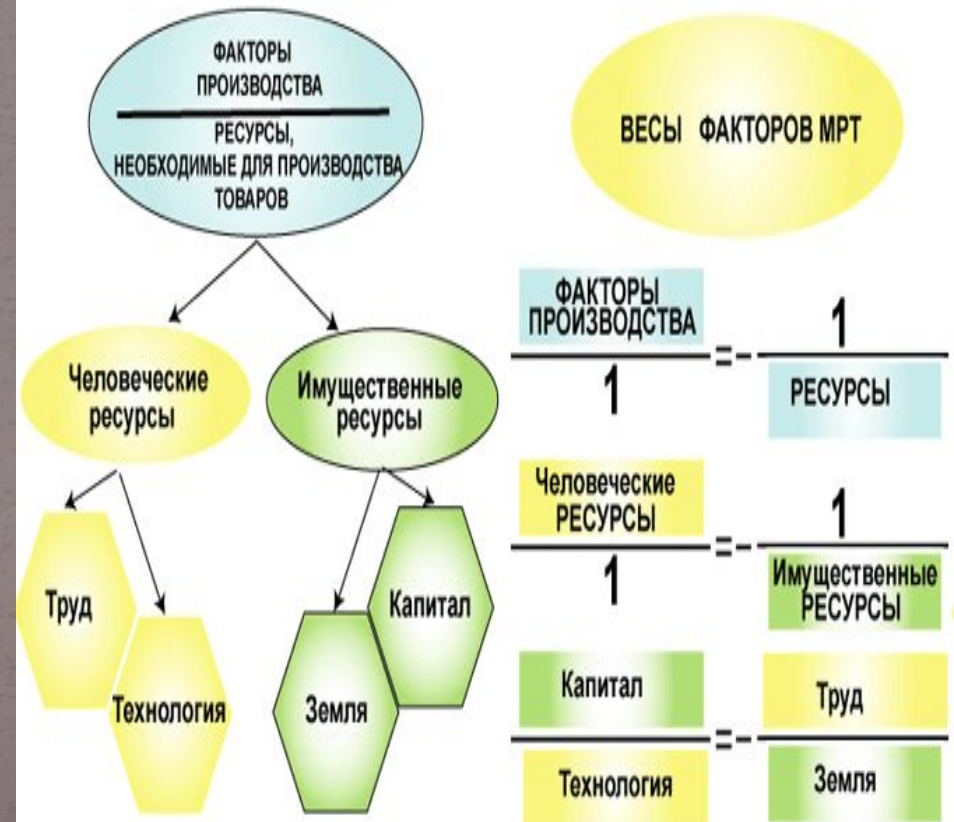 ФАКТОРЫ
ПРОИЗВОДСТВА
РЕСУРСЫ,
НЕОБХОДИМЫЕ ДЛЯ ПРОИЗВОДСТВА
ТОВАРОВ
Человеческие
ресурсы
Имущественные
ресурсы
Труд
Технология
Капитал
Земля
ВЕСЫ ФАКТОРОВ МРТ
ФАКТОРЫ
ПРОИЗВОДСТВА
1
=-
1
РЕСУРСЫ
Человеческие
РЕСУРСЫ
1
=-
1
Имущественные
РЕСУРСЫ
Капитал
Технология
=-
Труд
Земля